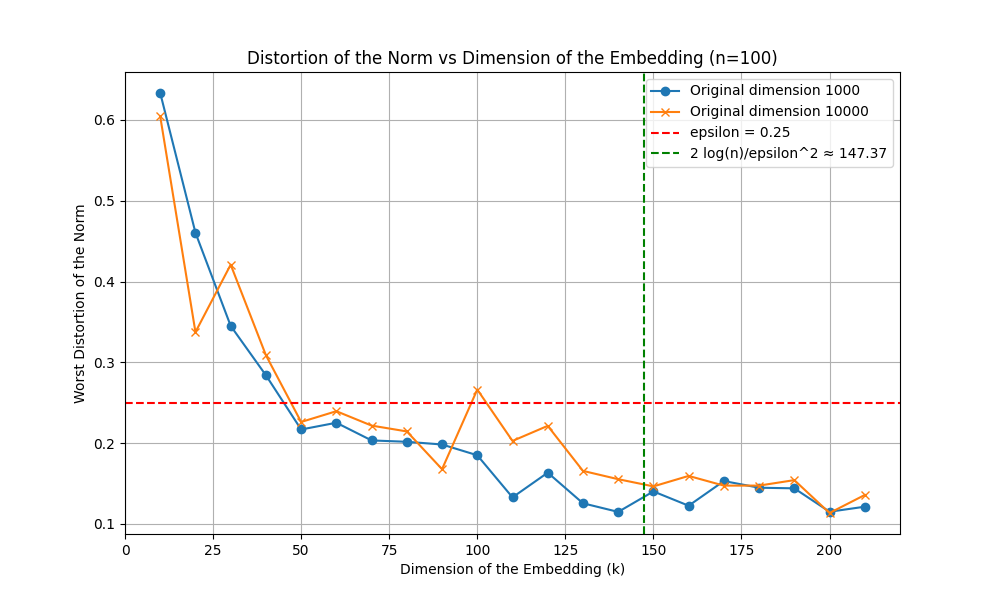 Distortion of the Norm vs Dimension of the Embedding (n=100)
Original dimension 1000
Original dimension 10000
epsilon = 0.25
2 log(n)/epsilon^2 ≈ 147.37
Worst Distortion of the Norm
0.6
0.5
0.4
0.3
0.2
0.1
0 25 50 75 100 125 150 175 200
Dimension of the Embedding (k)